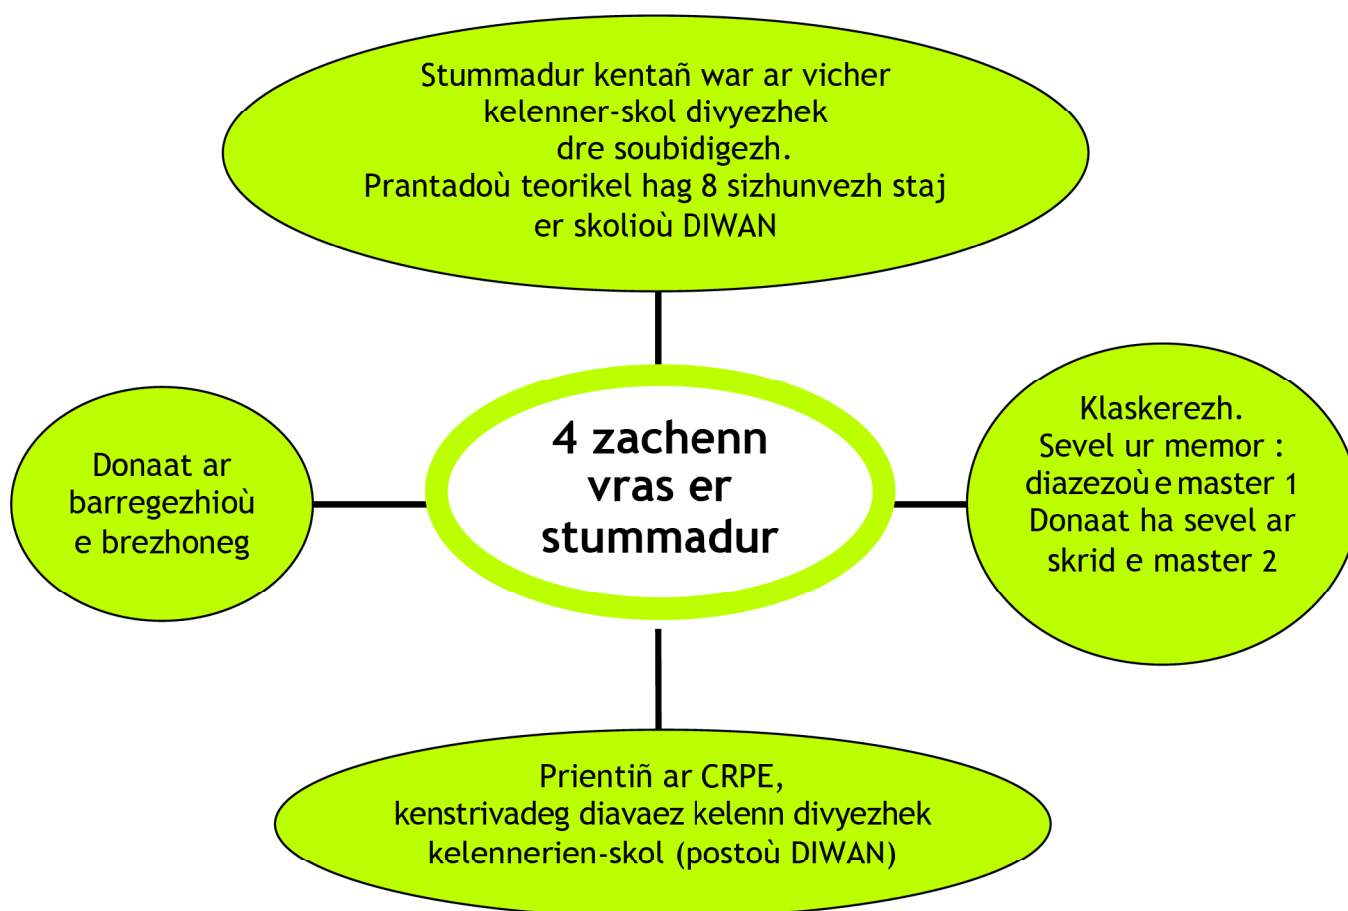 Stummadur kentañ war ar vicher
kelenner-skol divyezhek
dre soubidigezh.
Prantadoù teorikel hag 8 sizhunvezh staj
er skolioù DIWAN
4 zachenn
vras er
stummadur
Donaat ar
barregezhioù
e brezhoneg
Klaskerezh.
Sevel ur memor :
diazezoù e master 1
Donaat ha sevel ar
skrid e master 2
Prientiñ ar CRPE,
kenstrivadeg diavaez kelenn divyezhek
kelennerien-skol (postoù DIWAN)